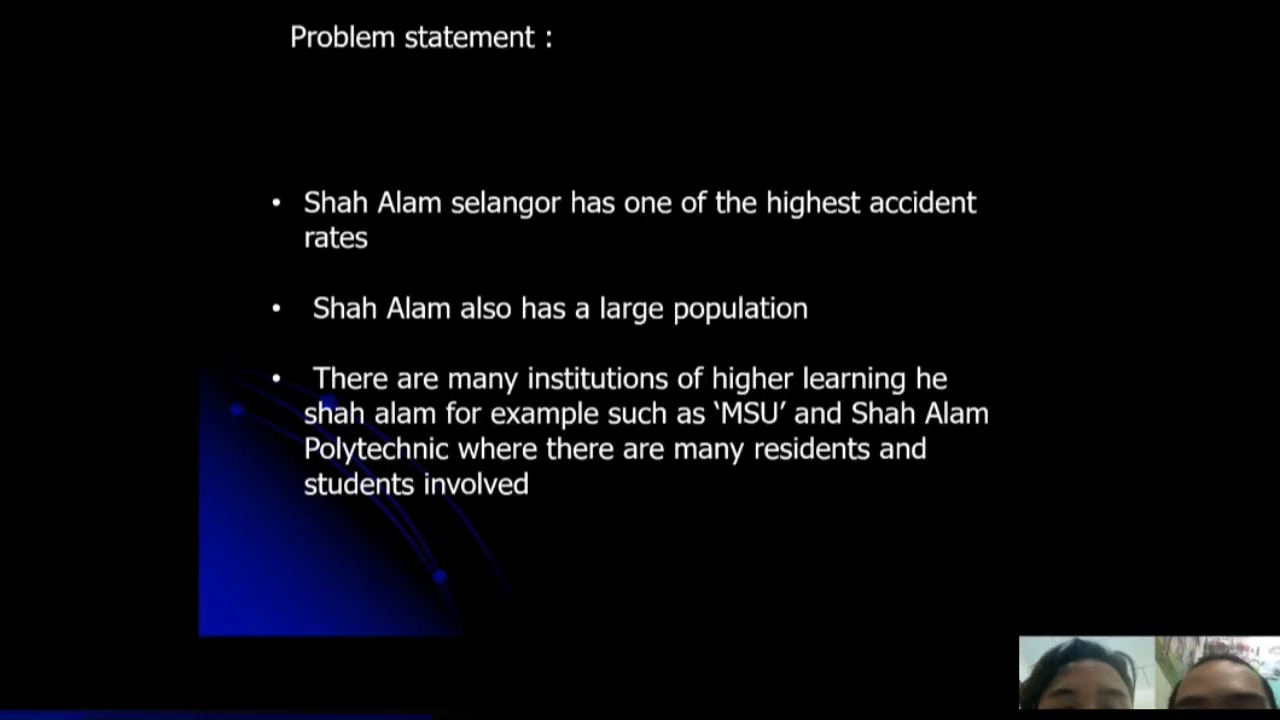 Problem statement :
• Shah Alam selangor has one of the highest accident
rates
• Shah Alam also has a large population
• There are many institutions of higher learning he
shah alam for example such as ‘MSU’ and Shah Alam
Polytechnic where there are many residents and
students involved